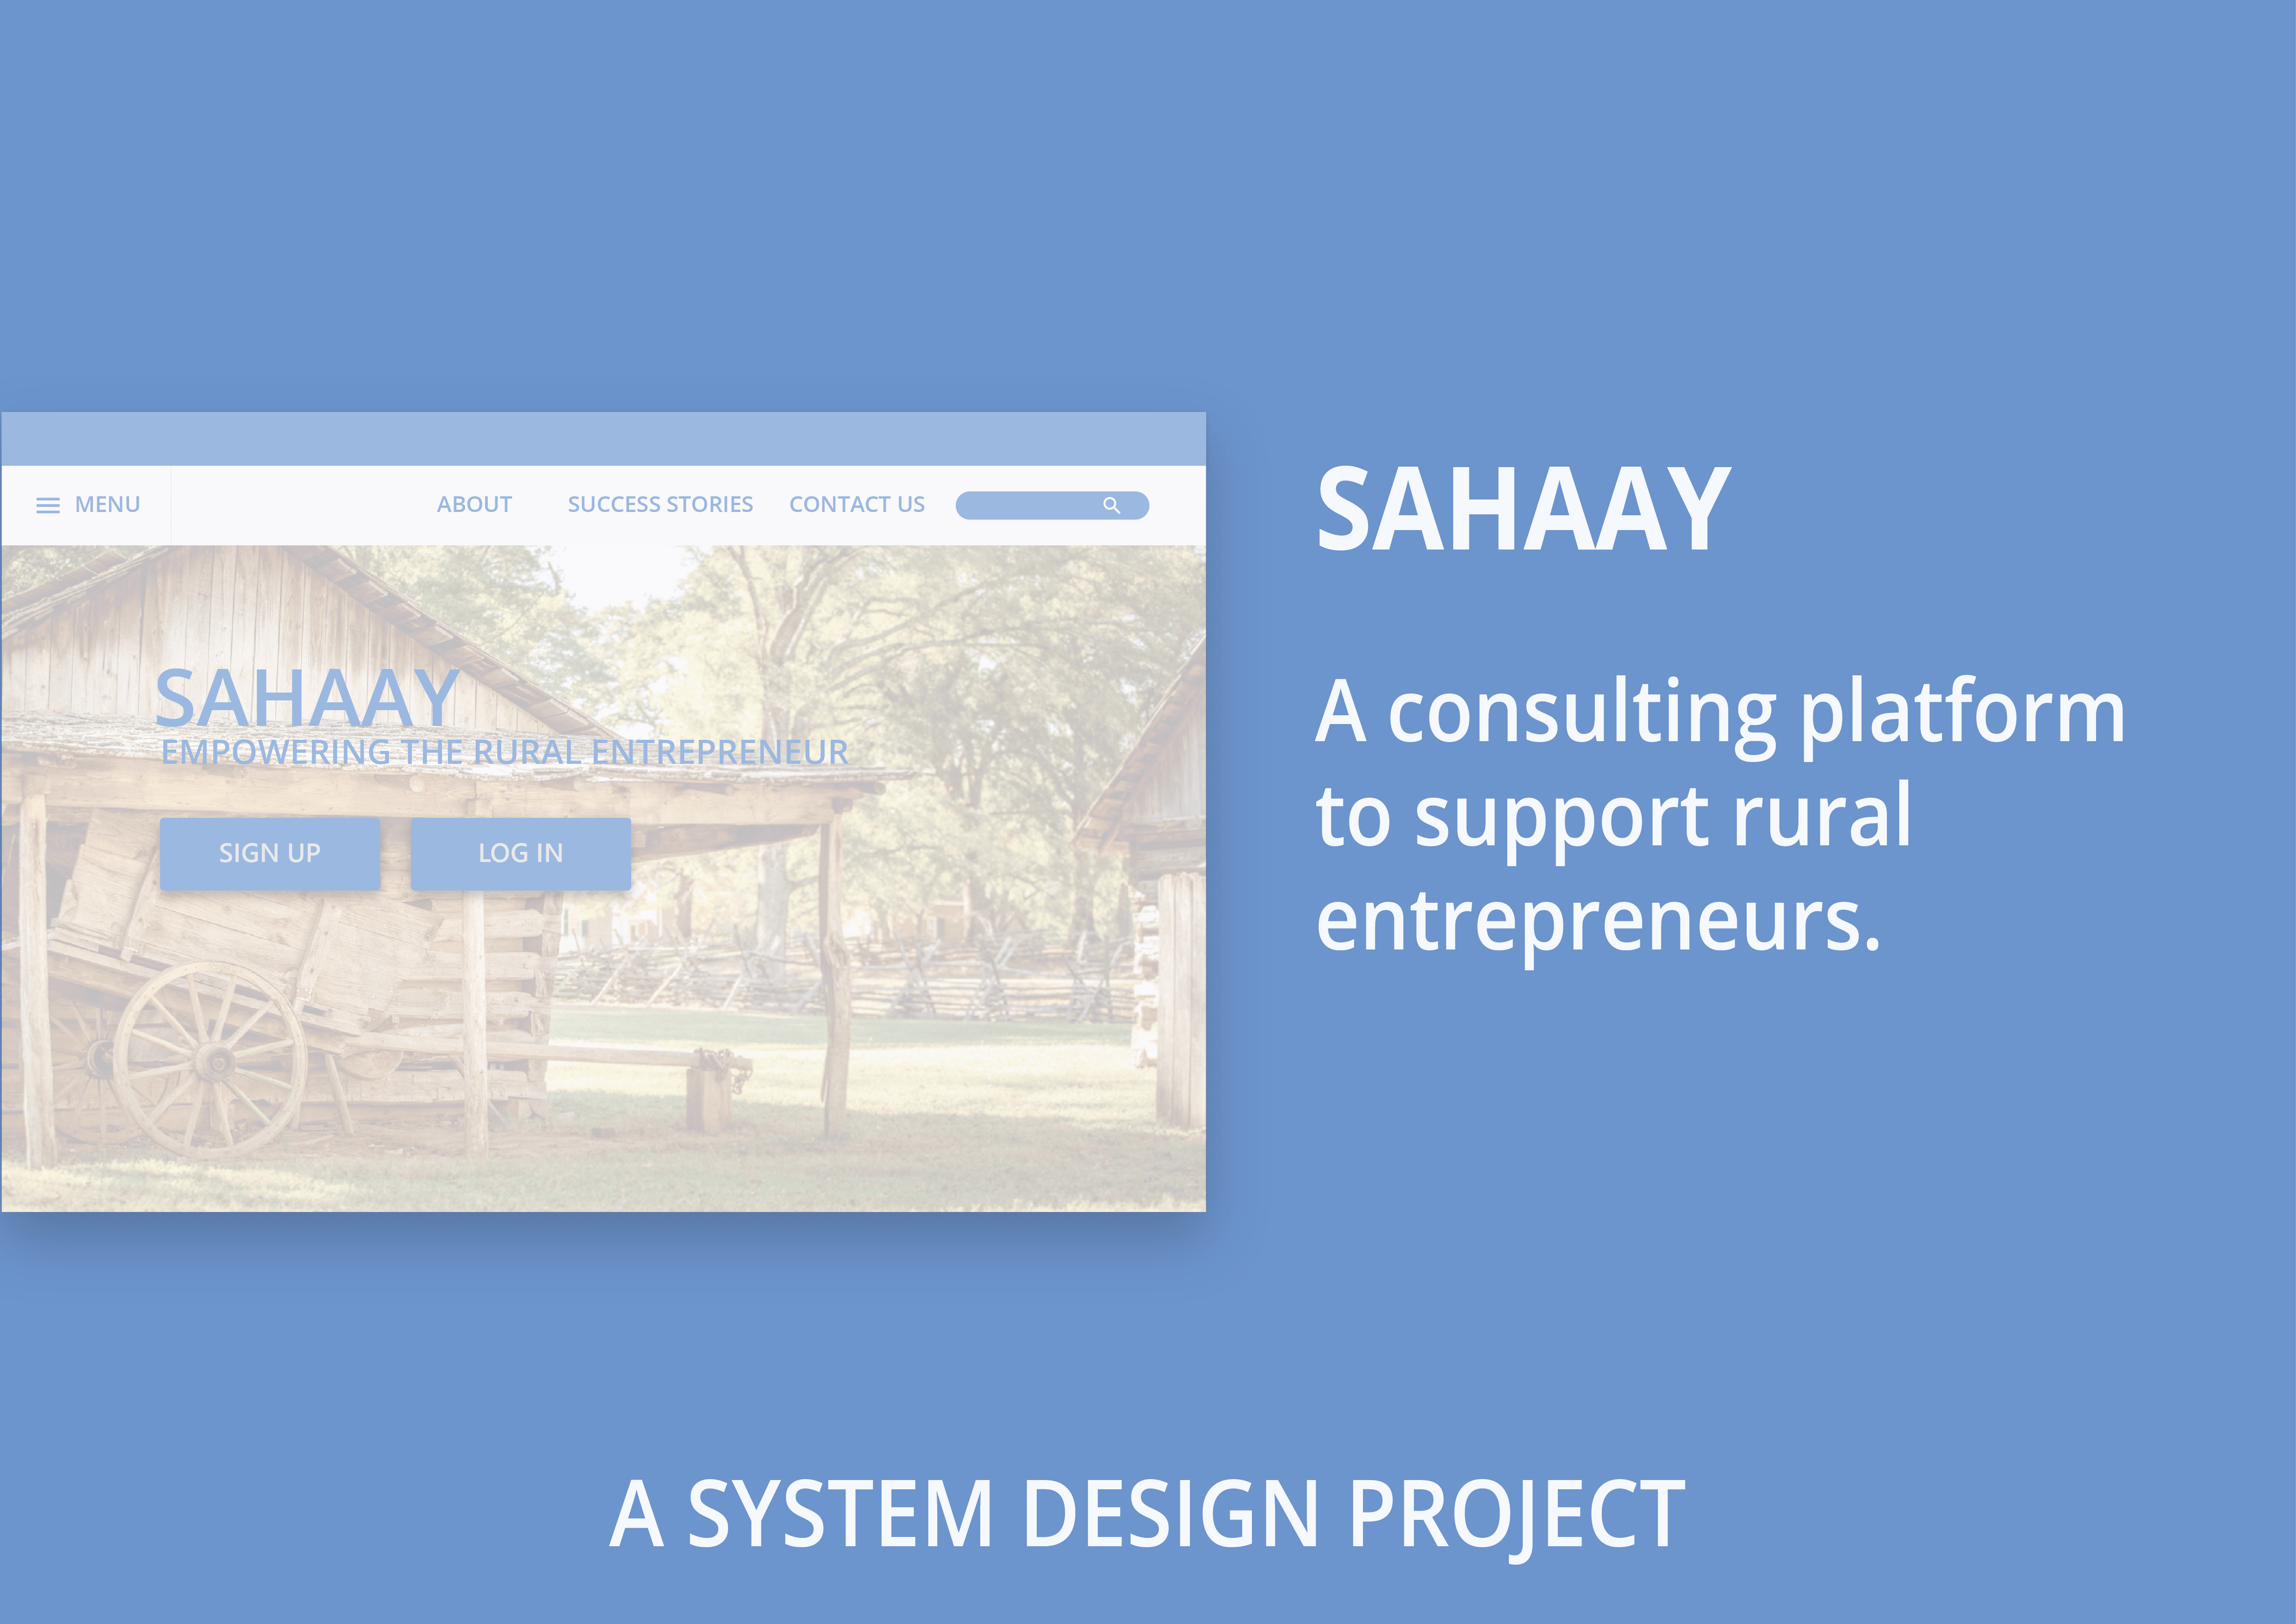 MENU ABOUT SUCCESS STORIES CONTACT US
SAHAAY
EMPOWERING THE RURAL ENTREPRENEUR
SIGN UP LOG IN
SAHAAY
A consulting platform
to support rural
entrepreneurs.
A SYSTEM DESIGN PROJECT